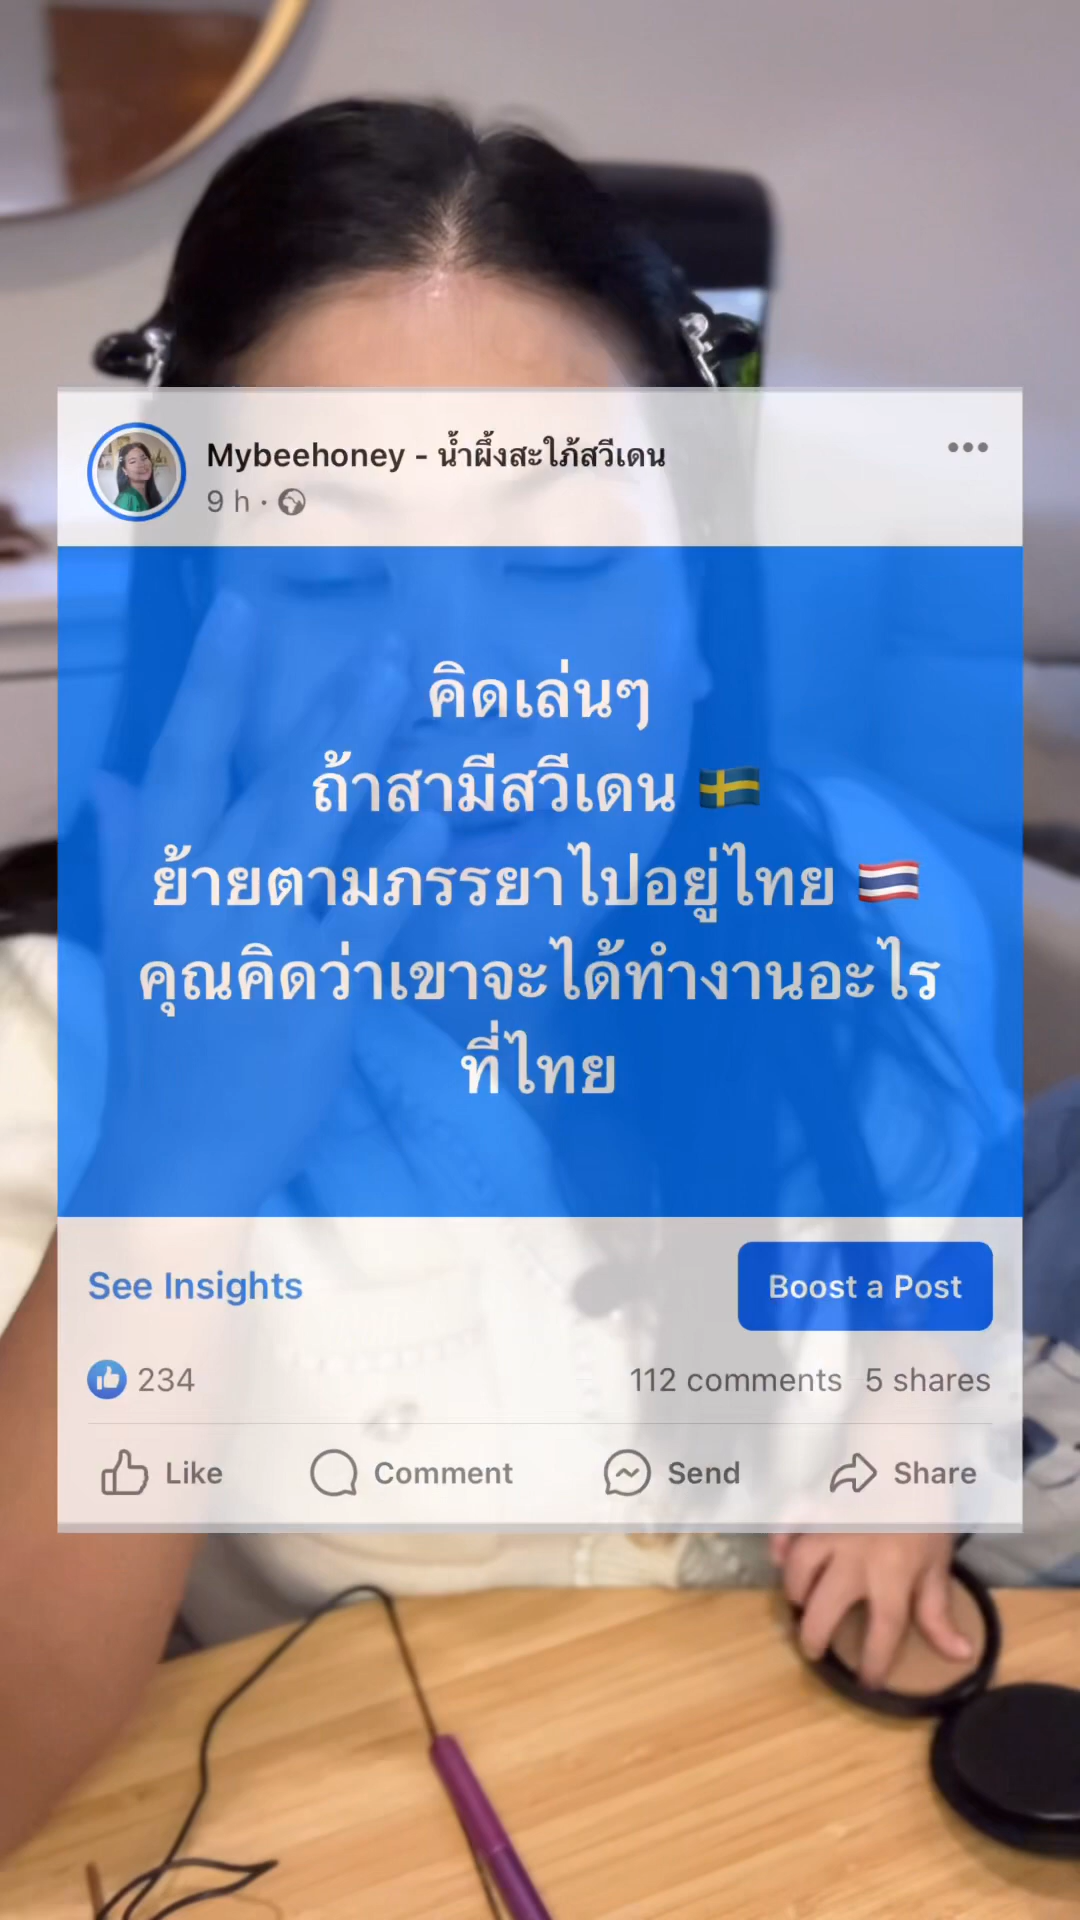 Mybeehoney - น้ำผึ้งสะใภ้สวีเดน
9 h ·
คิดเล่นๆ
ถ้าสามีสวีเดน 🇸🇪
ย้ายตามภรรยาไปอยู่ไทย 🇹🇭
คุณคิดว่าเขาจะได้ทำงานอะไร
ที่ไทย
See Insights
Boost a Post
234
112 comments 5 shares
Like
Comment
Send
Share